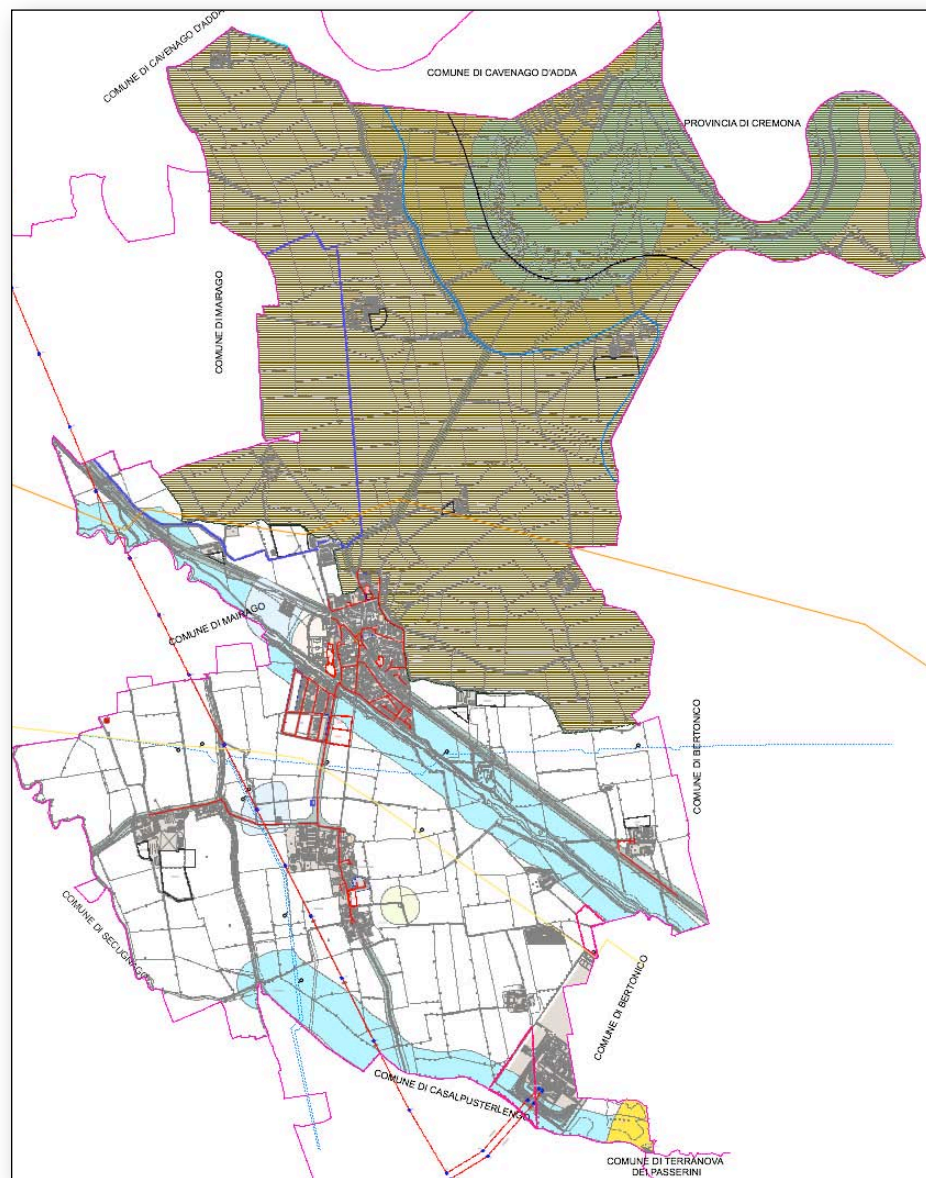 COMUNE DI CAVENAGO D'ADDA
COMUNE DI CAVENAGO D'ADDA
PROVINCIA DI CREMONA
COMUNE DI MAIRAGO
COMUNE DI MAIRAGO
COMUNE DI BERTONICO
COMUNE DI SECUGNAGO
COMUNE DI BERTONICO
COMUNE DI CASALPUSTERLENGO
COMUNE DI TERRANOVA
DEI PASSERINI